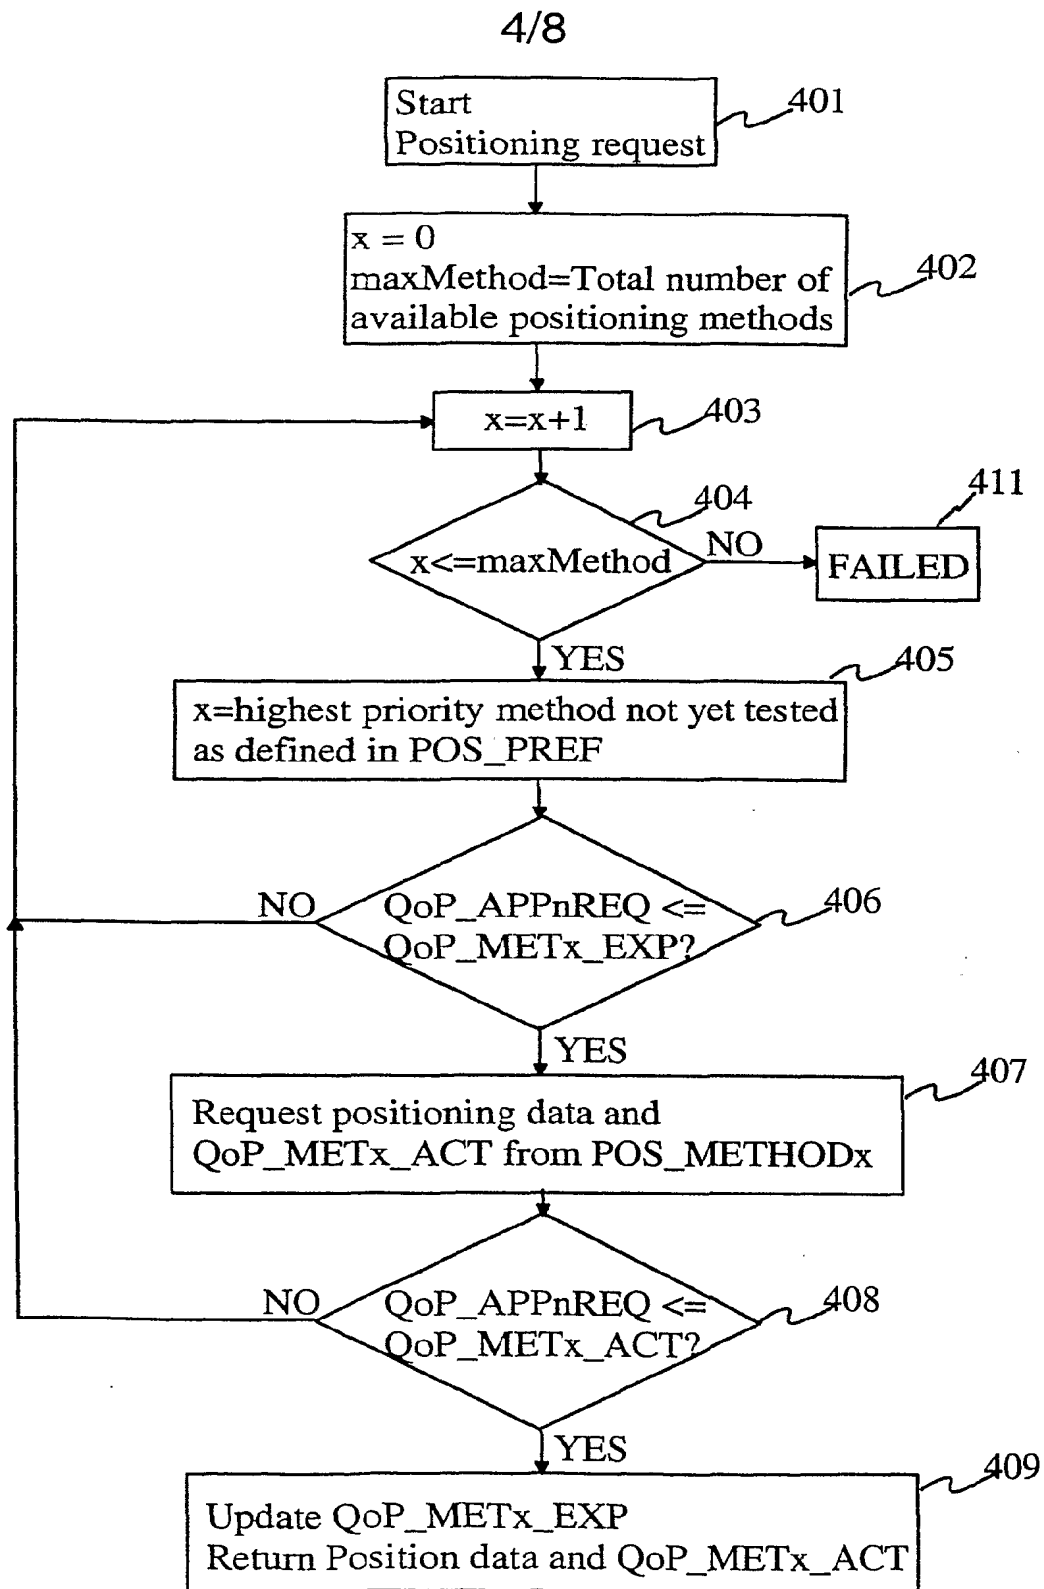 4/8
Start
Positioning request
401
x = 0
maxMethod=Total number of
available positioning methods
402
x=x+1
403
404
x<=maxMethod
NO
411
FAILED
YES
405
x=highest priority method not yet tested
as defined in POS_PREF
NO
QoP_APPnREQ <=
QoP_METx_EXP?
406
YES
407
Request positioning data and
QoP_METx_ACT from POS_METHODx
NO
QoP_APPnREQ <=
QoP_METx_ACT?
408
YES
409
Update QoP_METx_EXP
Return Position data and QoP_METx_ACT